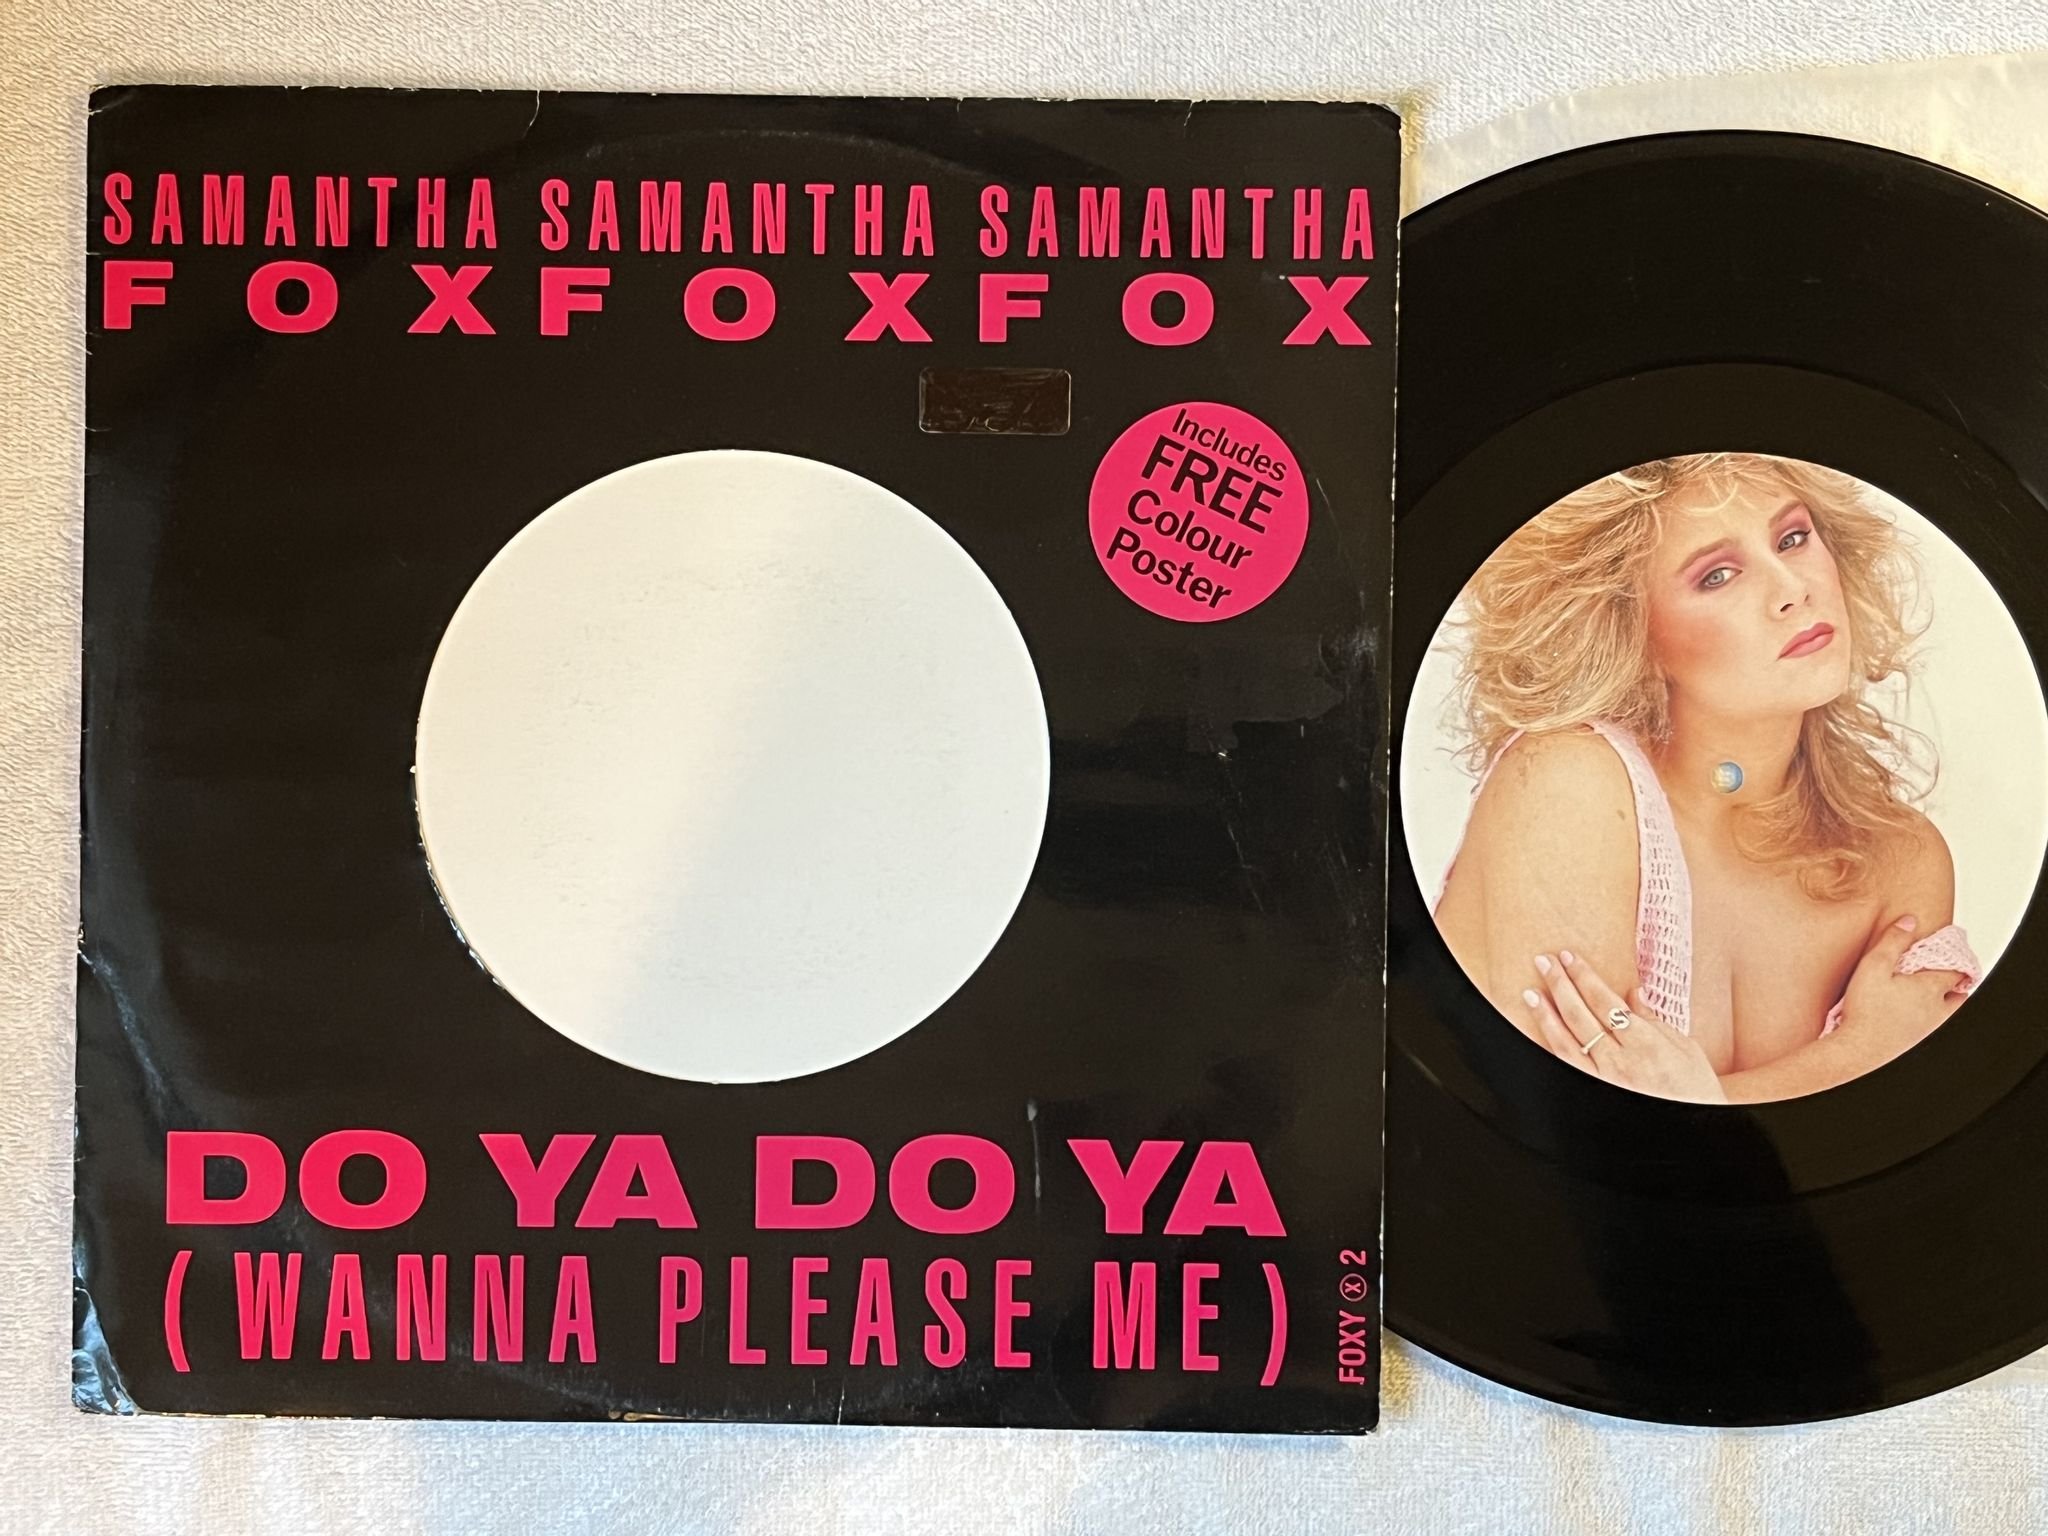 SAMANTHA SAMANTHA SAMANTHA
FOXFOXFOX
Includes
FREE
Colour
Poster
DO YA DO YA
(WANNA PLEASE ME)
FOXY X 2
S